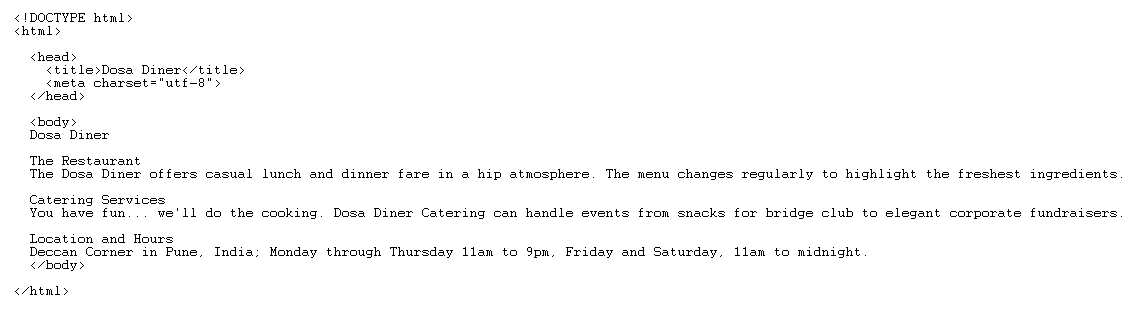 <!DOCTYPE html>
<html>
<head>
<title>Dosa Diner</title>
<meta charset="utf-8">
</head>
<body>
Dosa Diner
The Restaurant
The Dosa Diner offers casual lunch and dinner fare in a hip atmosphere. The menu changes regularly to highlight the freshest ingredients.
Catering Services
You have fun... we'll do the cooking. Dosa Diner Catering can handle events from snacks for bridge club to elegant corporate fundraisers.
Location and Hours
Deccan Corner in Pune, India; Monday through Thursday 11am to 9pm, Friday and Saturday, 11am to midnight.
</body>
</html>